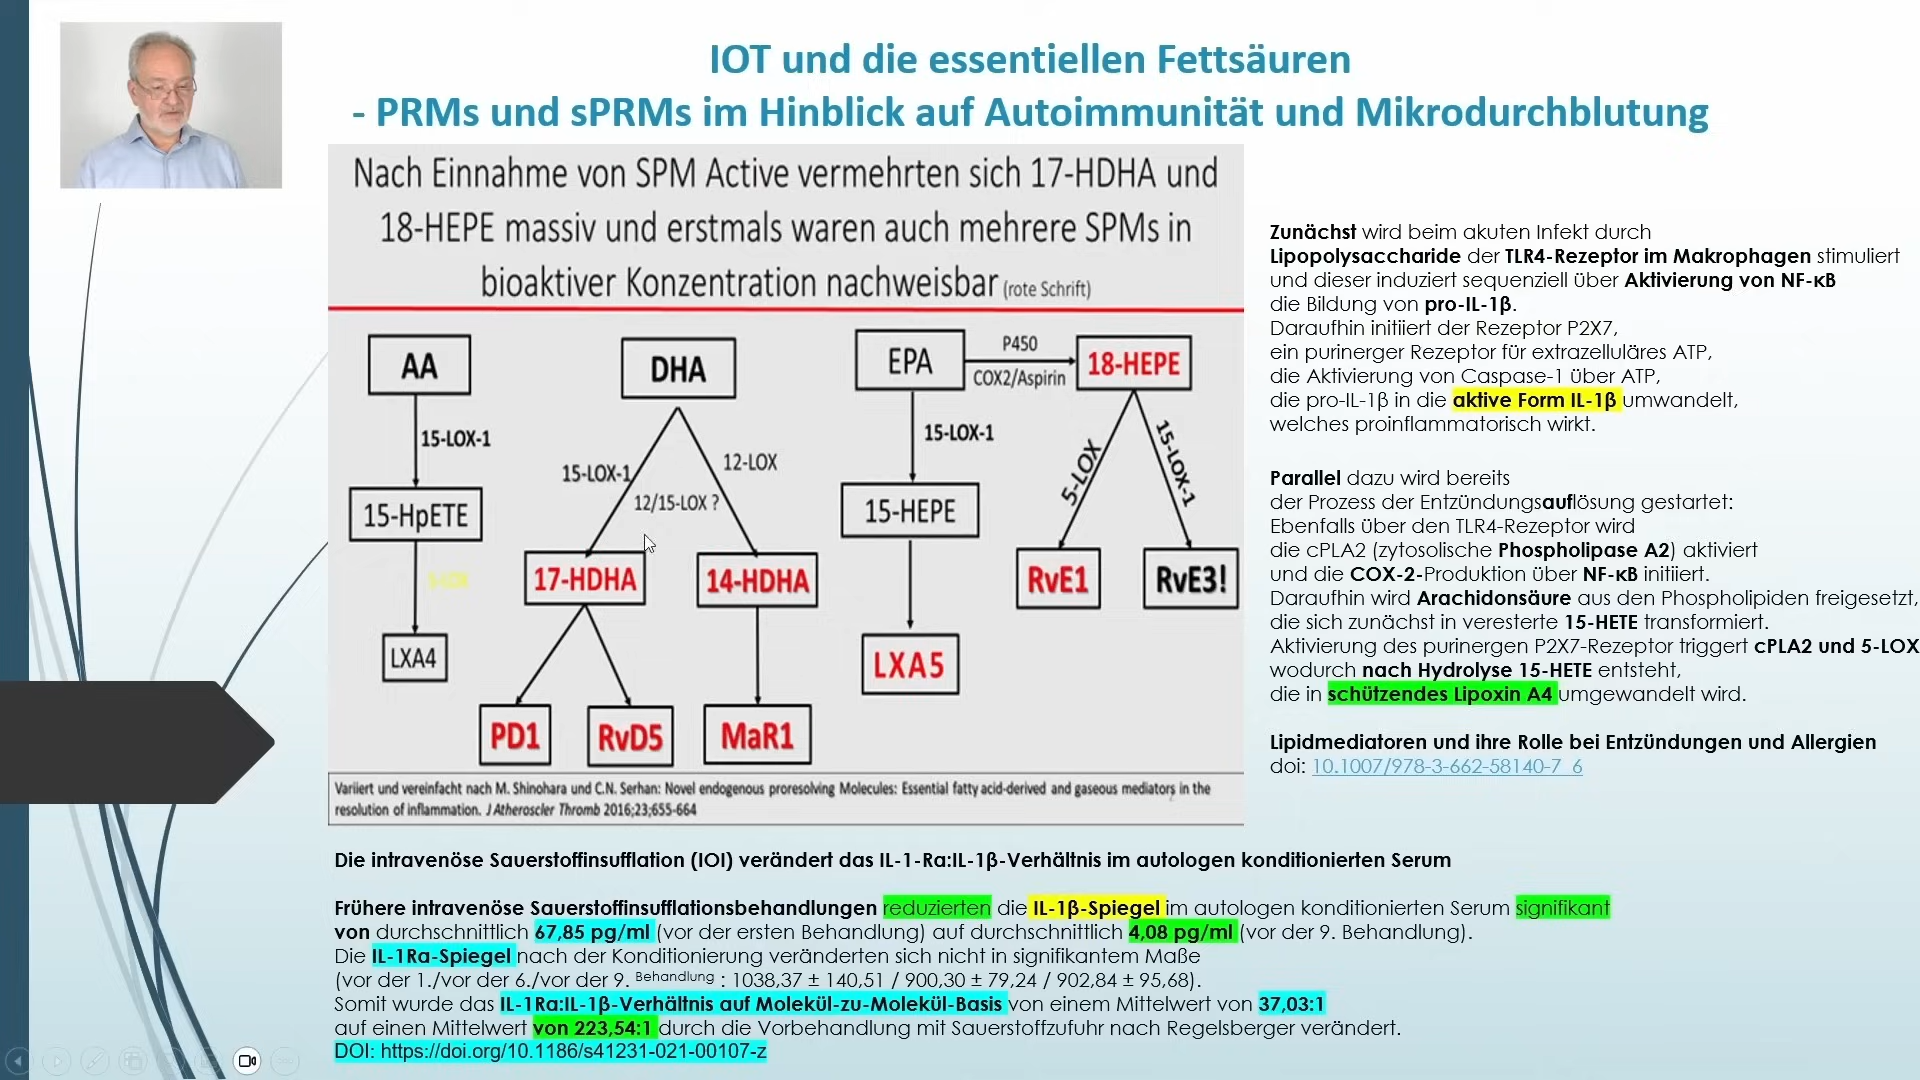 IOT und die essentiellen Fettsäuren
- PRMs und sPRMs im Hinblick auf Autoimmunität und Mikrodurchblutung
Nach Einnahme von SPM Active vermehrten sich 17-HDHA und
18-HEPE massiv und erstmals waren auch mehrere SPMs in
bioaktiver Konzentration nachweisbar (rote Schrift)
AA
DHA
EPA
P450
COX2/Aspirin
18-HEPE
15-LOX-1
15-LOX-1
12-LOX
12/15-LOX ?
15-LOX-1
5-LOX
15-LOX-1
15-HpETE
15-HEPE
5-LOX
17-HDHA
14-HDHA
RvE1
RvE3!
LXA4
LXA5
PD1
RvD5
MaR1
Variiert und vereinfacht nach M. Shinohara und C.N. Serhan: Novel endogenous proresolving Molecules: Essential fatty acid-derived and gaseous mediators in the
resolution of inflammation. J Atheroscler Thromb 2016;23;655-664
Zunächst wird beim akuten Infekt durch
Lipopolysaccharide der TLR4-Rezeptor im Makrophagen stimuliert
und dieser induziert sequenziell über Aktivierung von NF-κB
die Bildung von pro-IL-1β.
Daraufhin initiiert der Rezeptor P2X7,
ein purinerger Rezeptor für extrazelluläres ATP,
die Aktivierung von Caspase-1 über ATP,
die pro-IL-1β in die aktive Form IL-1β umwandelt,
welches proinflammatorisch wirkt.
Parallel dazu wird bereits
der Prozess der Entzündungsauflösung gestartet:
Ebenfalls über den TLR4-Rezeptor wird
die cPLA2 (zytosolische Phospholipase A2) aktiviert
und die COX-2-Produktion über NF-κB initiiert.
Daraufhin wird Arachidonsäure aus den Phospholipiden freigesetzt,
die sich zunächst in veresterte 15-HETE transformiert.
Aktivierung des purinergen P2X7-Rezeptor triggert cPLA2 und 5-LOX
wodurch nach Hydrolyse 15-HETE entsteht,
die in schützendes Lipoxin A4 umgewandelt wird.
Lipidmediatoren und ihre Rolle bei Entzündungen und Allergien
doi: 10.1007/978-3-662-58140-7_6
Die intravenöse Sauerstoffinsufflation (IOI) verändert das IL-1-Ra:IL-1β-Verhältnis im autologen konditionierten Serum
Frühere intravenöse Sauerstoffinsufflationsbehandlungen reduzierten die IL-1β-Spiegel im autologen konditionierten Serum signifikant
von durchschnittlich 67,85 pg/ml (vor der ersten Behandlung) auf durchschnittlich 4,08 pg/ml (vor der 9. Behandlung).
Die IL-1Ra-Spiegel nach der Konditionierung veränderten sich nicht in signifikantem Maße
(vor der 1./vor der 6./vor der 9. Behandlung : 1038,37 ± 140,51 / 900,30 ± 79,24 / 902,84 ± 95,68).
Somit wurde das IL-1Ra:IL-1β-Verhältnis auf Molekül-zu-Molekül-Basis von einem Mittelwert von 37,03:1
auf einen Mittelwert von 223,54:1 durch die Vorbehandlung mit Sauerstoffzufuhr nach Regelsberger verändert.
DOI: https://doi.org/10.1186/s41231-021-00107-z